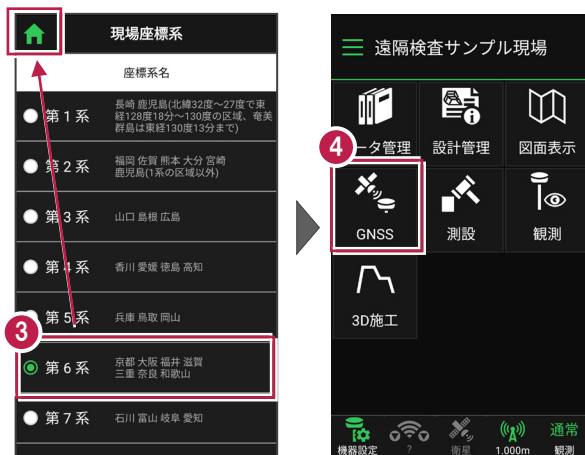 現場座標系
座標系名
第1系
長崎 鹿児島(北緯32度～27度で東
経128度18分～130度の区域、奄美
群島は東経130度13分まで)
第2系
福岡 佐賀 熊本 大分 宮崎
鹿児島(1系の区域以外)
第3系
山口 島根 広島
第4系
香川 愛媛 徳島 高知
第5系
兵庫 鳥取 岡山
3
第6系
京都 大阪 福井 滋賀
三重 奈良 和歌山
第7系
石川 富山 岐阜 愛知
遠隔検査サンプル現場
4
ータ管理
設計管理
図面表示
GNSS
測設
観測
3D施工
機器設定
?
衛星
1.000m
通常
観測